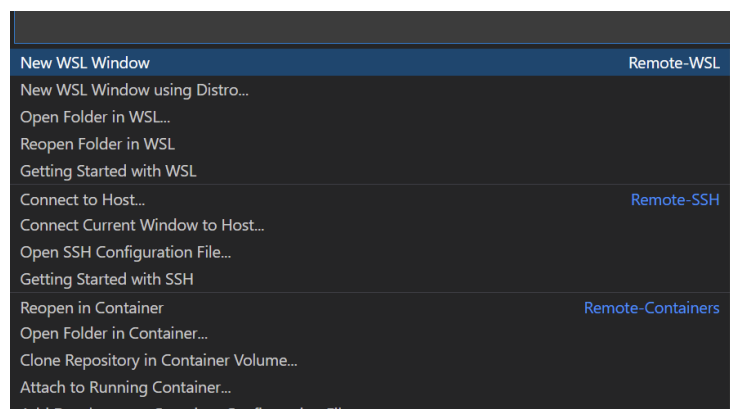 New WSL Window Remote-WSL
New WSL Window using Distro...
Open Folder in WSL...
Reopen Folder in WSL
Getting Started with WSL
Connect to Host... Remote-SSH
Connect Current Window to Host...
Open SSH Configuration File...
Getting Started with SSH
Reopen in Container Remote-Containers
Open Folder in Container...
Clone Repository in Container Volume...
Attach to Running Container...